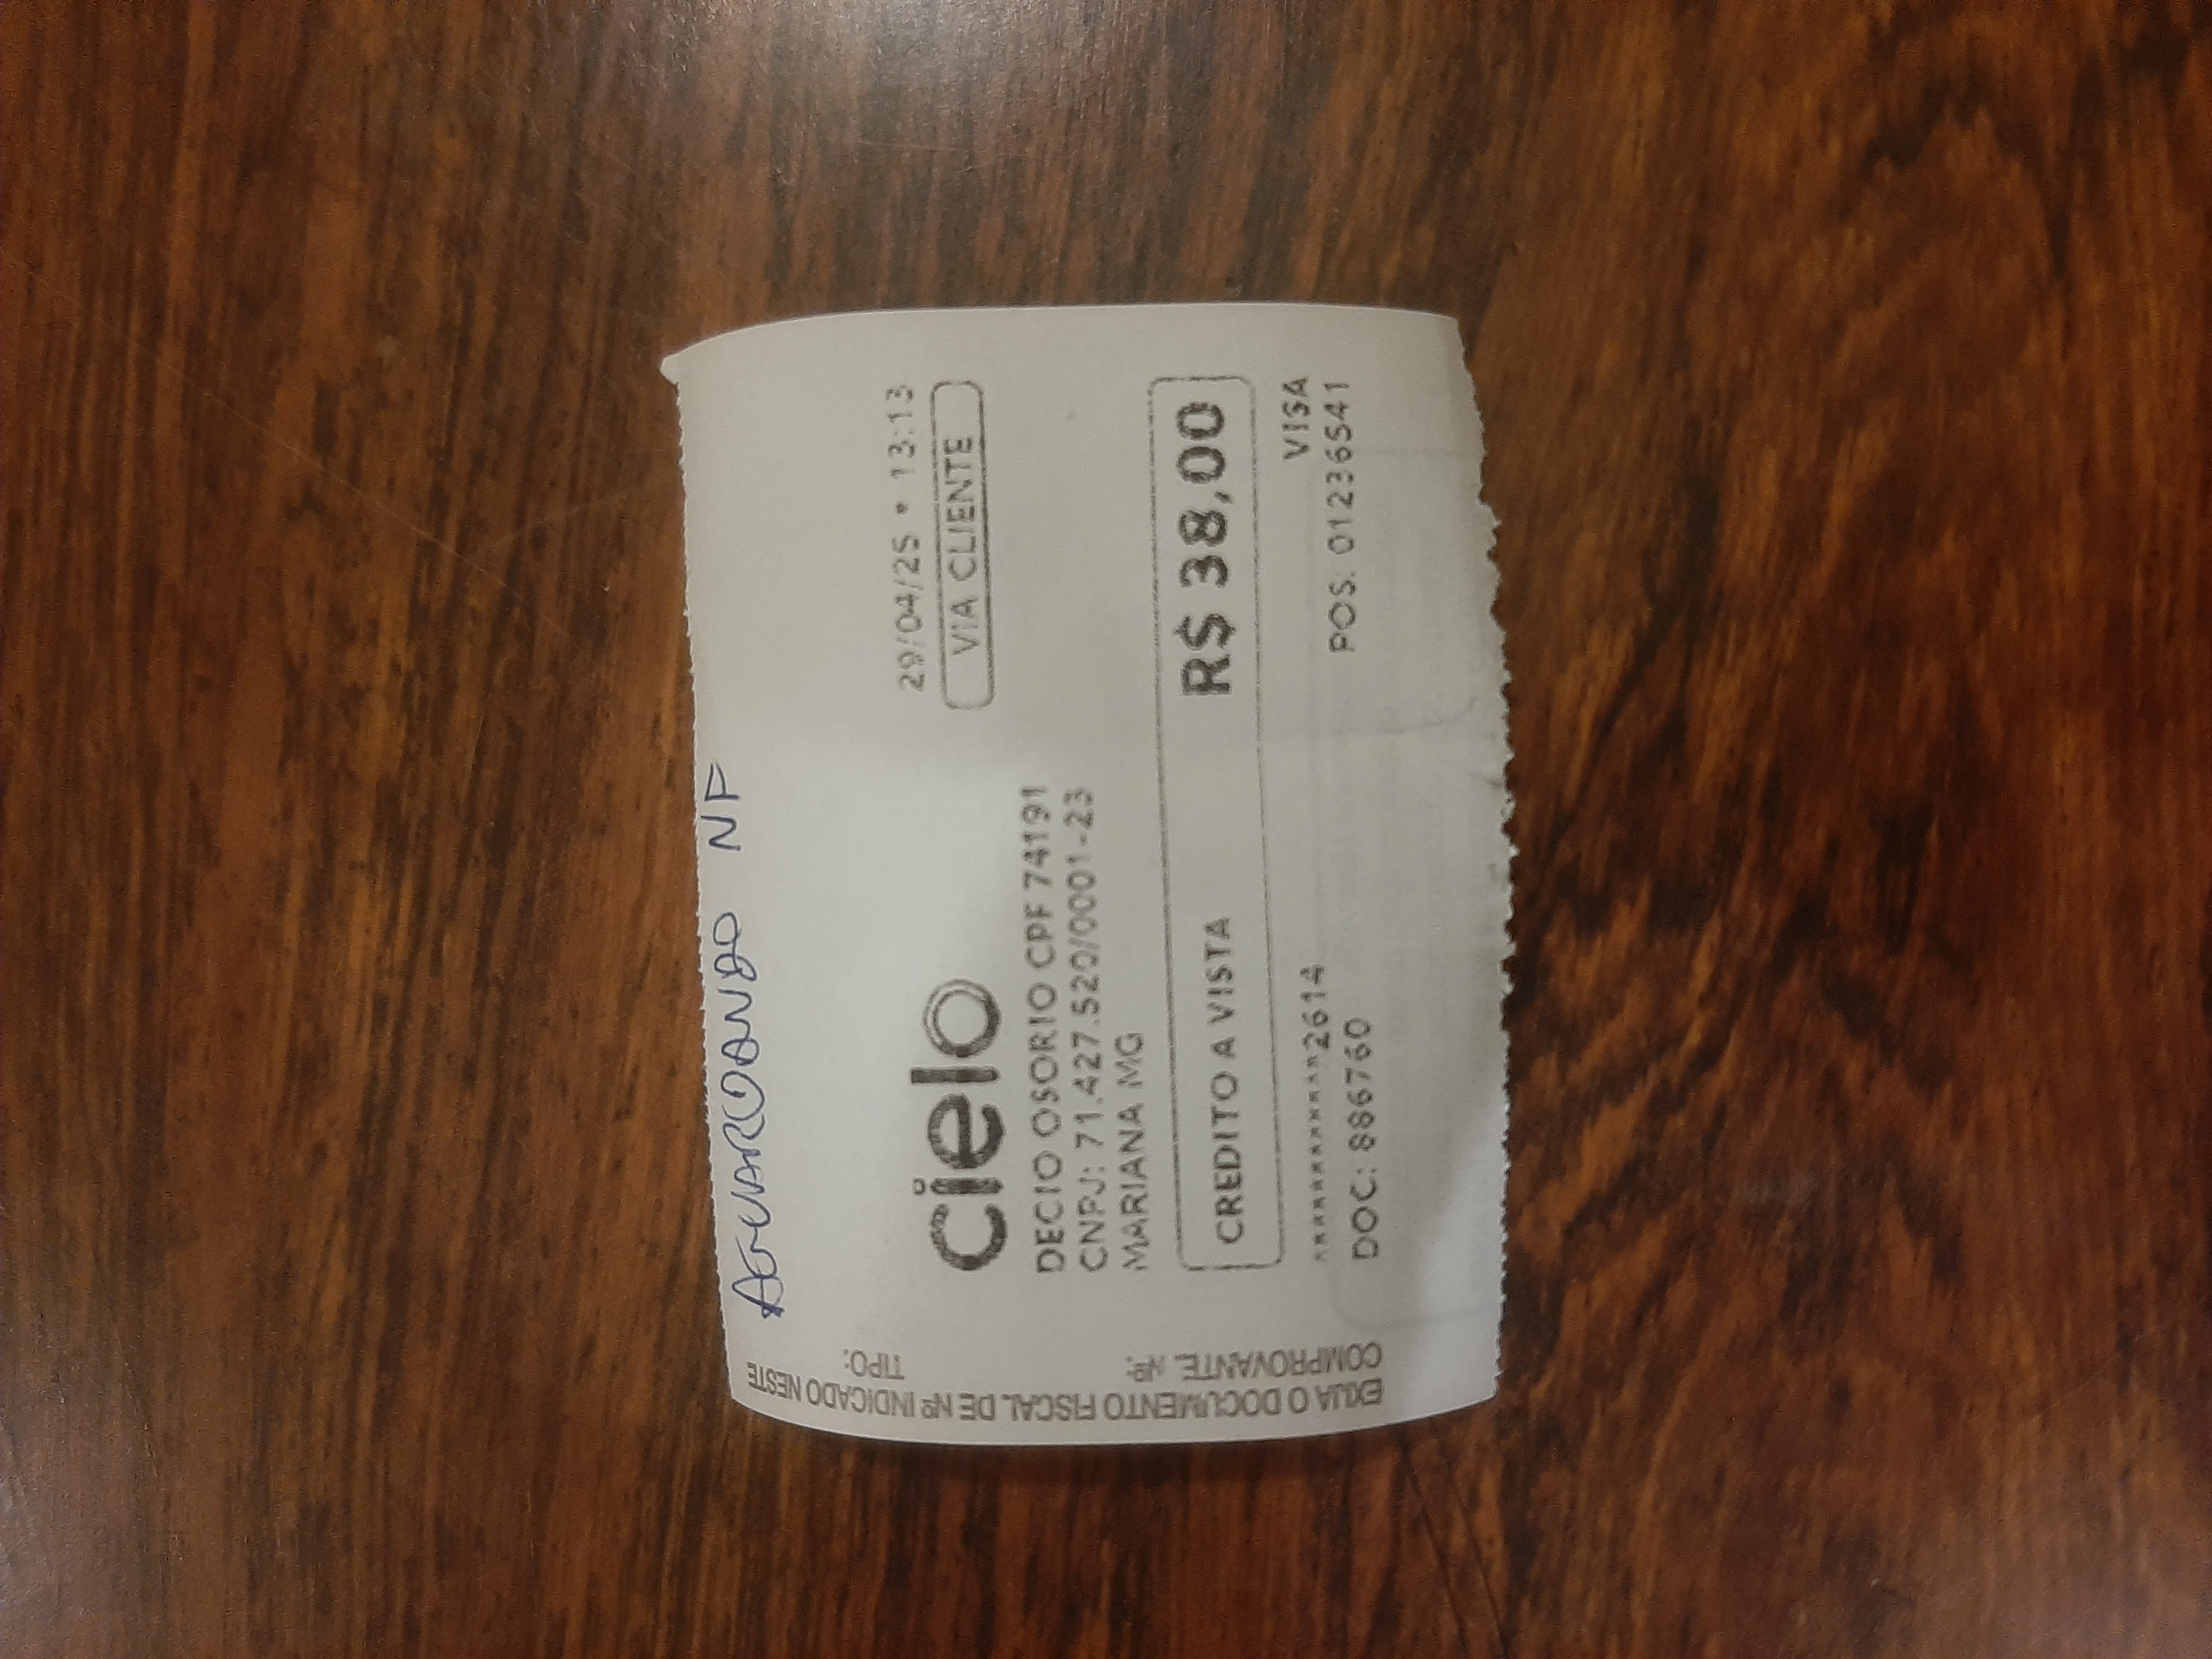 AGUARDANDO NF
29/04/25 * 13:13
cielo
VIA CLIENTE
DECIO OSORIO CPF 74191
CNPJ: 71.427.520/0001-23
MARIANA MG
CREDITO A VISTA R$ 38,00
VISA
************2614
DOC: 886760 POS: 01236541
EXIJA O DOCUMENTO FISCAL DE Nº INDICADO NESTE
COMPROVANTE. Nº: TIPO: